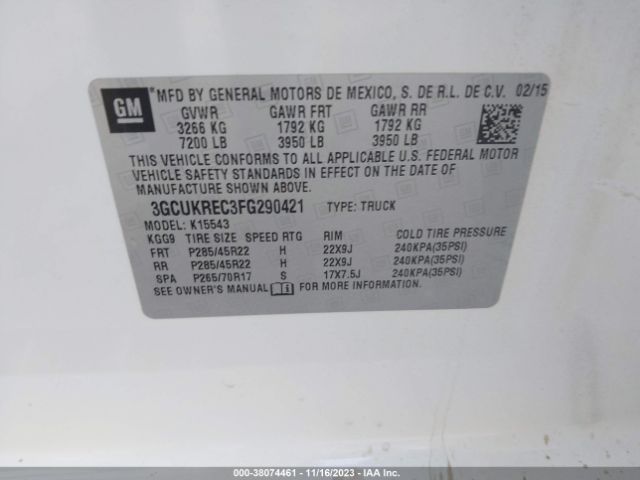 GM ®MFD BY GENERAL MOTORS DE MEXICO, S. DE R.L. DE C.V. 02/15
GVWR GAWR FRT GAWR RR
3266 KG 1792 KG 1792 KG
7200 LB 3950 LB 3950 LB
THIS VEHICLE CONFORMS TO ALL APPLICABLE U.S. FEDERAL MOTOR
VEHICLE SAFETY STANDARDS IN EFFECT ON THE DATE OF
MANUFACTURE SHOWN ABOVE.
3GCUKREC3FG290421 TYPE: TRUCK
MODEL: K15543
KGG9 TIRE SIZE SPEED RTG RIM COLD TIRE PRESSURE
FRT P285/45R22 H 22X9J 240KPA(35PSI)
RR P285/45R22 H 22X9J 240KPA(35PSI)
SPA P265/70R17 S 17X7.5J 240KPA(35PSI)
SEE OWNER'S MANUAL FOR MORE INFORMATION.
000-38074461 - 11/16/2023 - IAAI.COM